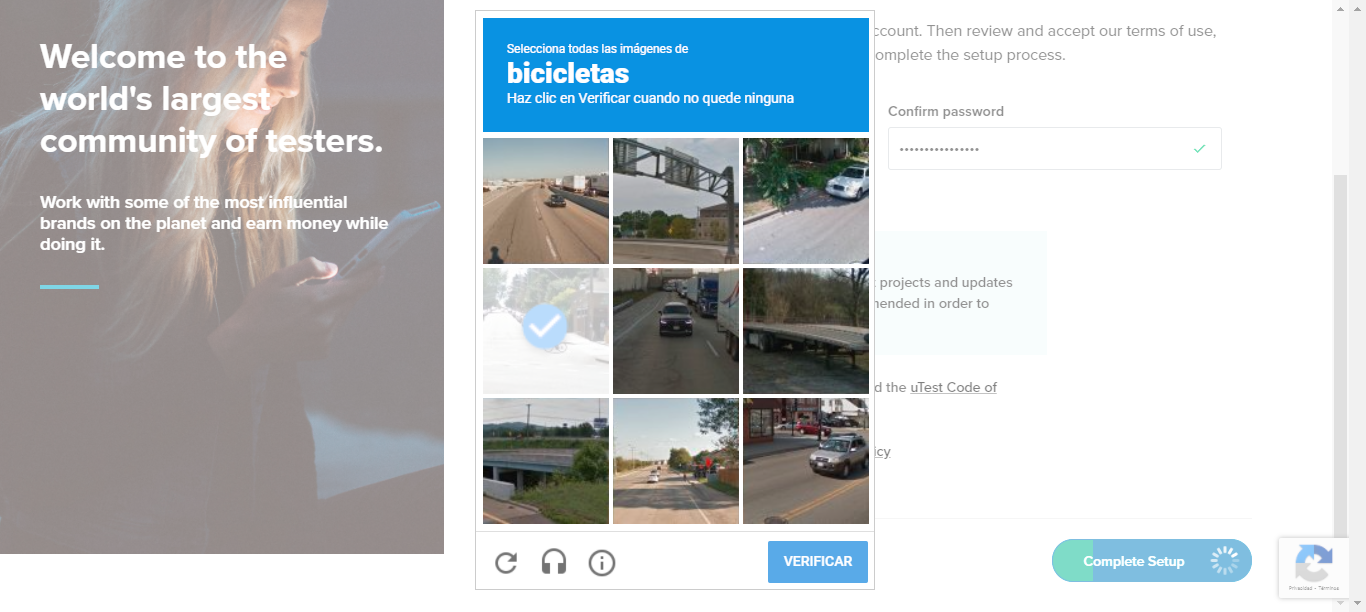 Welcome to the
world's largest
community of testers.
Work with some of the most influential
brands on the planet and earn money while
doing it.
Selecciona todas las imágenes de
bicicletas
Haz clic en Verificar cuando no quede ninguna
VERIFICAR
ccount. Then review and accept our terms of use,
omplete the setup process.
Confirm password
••••••••••••••••
projects and updates
mended in order to
d the uTest Code of
icy
Complete Setup
Privacidad - Términos